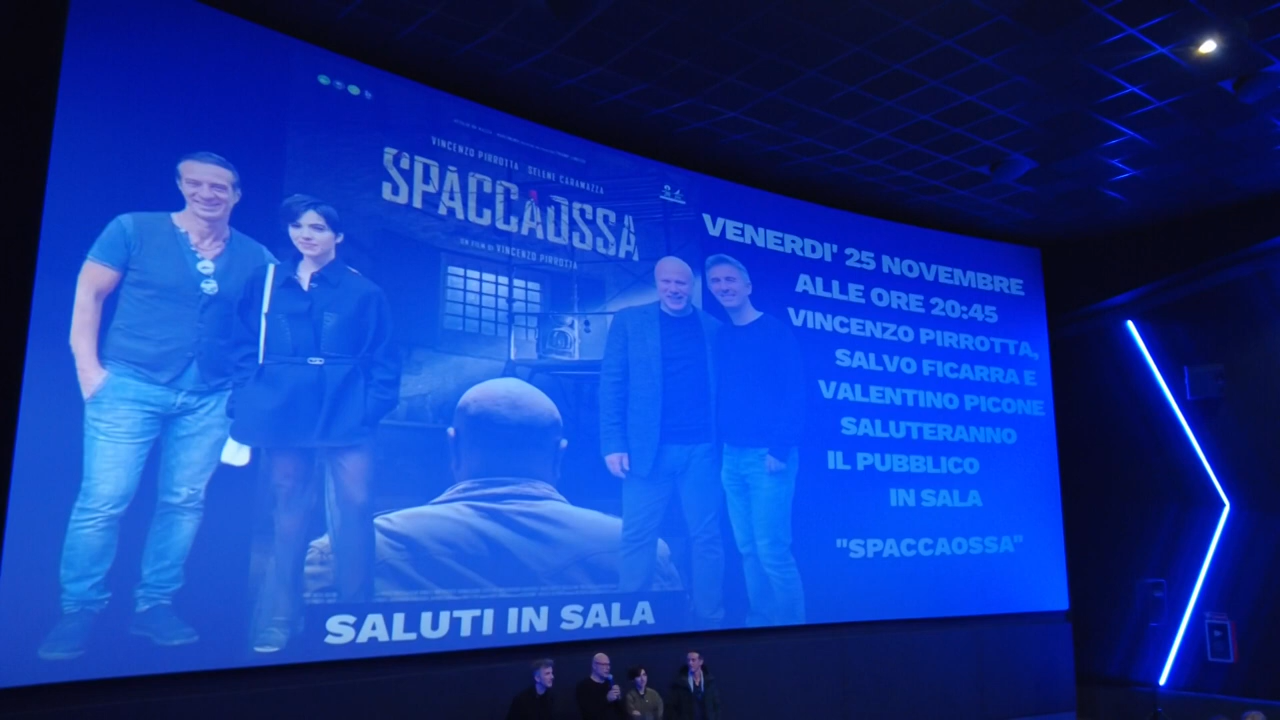 VINCENZO PIRROTTA SELENE CARAMAZZA
SPACCAOSSA
UN FILM DI VINCENZO PIRROTTA
VENERDI' 25 NOVEMBRE
ALLE ORE 20:45
VINCENZO PIRROTTA,
SALVO FICARRA E
VALENTINO PICONE
SALUTERANNO
IL PUBBLICO
IN SALA
"SPACCAOSSA"
SALUTI IN SALA